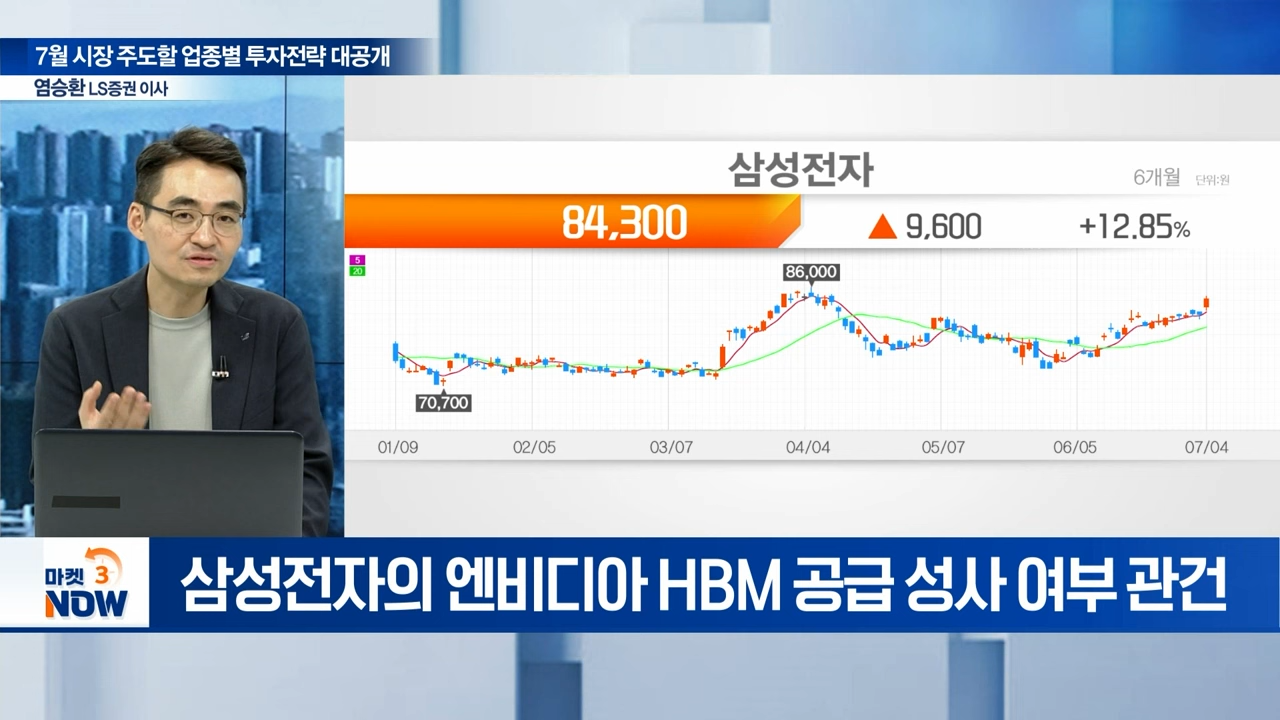 7월 시장 주도할 업종별 투자전략 대공개
염승환 LS증권 이사
삼성전자
6개월 단위:원
84,300 ▲ 9,600 +12.85%
5
20
86,000
70,700
01/09 02/05 03/07 04/04 05/07 06/05 07/04
마켓 3
NOW
삼성전자의 엔비디아 HBM 공급 성사 여부 관건